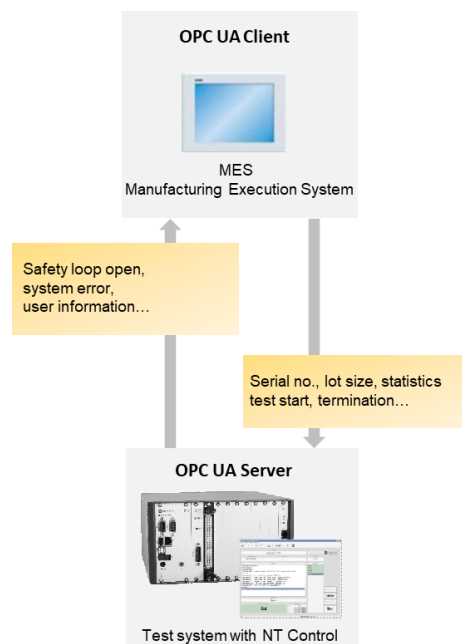 OPC UA Client
MES
Manufacturing Execution System
Safety loop open,
system error,
user information…
Serial no., lot size, statistics
test start, termination…
OPC UA Server
Test system with NT Control